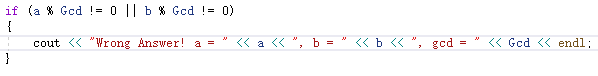 if (a % Gcd != 0 || b % Gcd != 0)
{
    cout << "Wrong Answer! a = " << a << ", b = " << b << ", gcd = " << Gcd << endl;
}